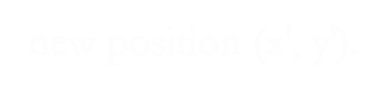 new position (x', y').